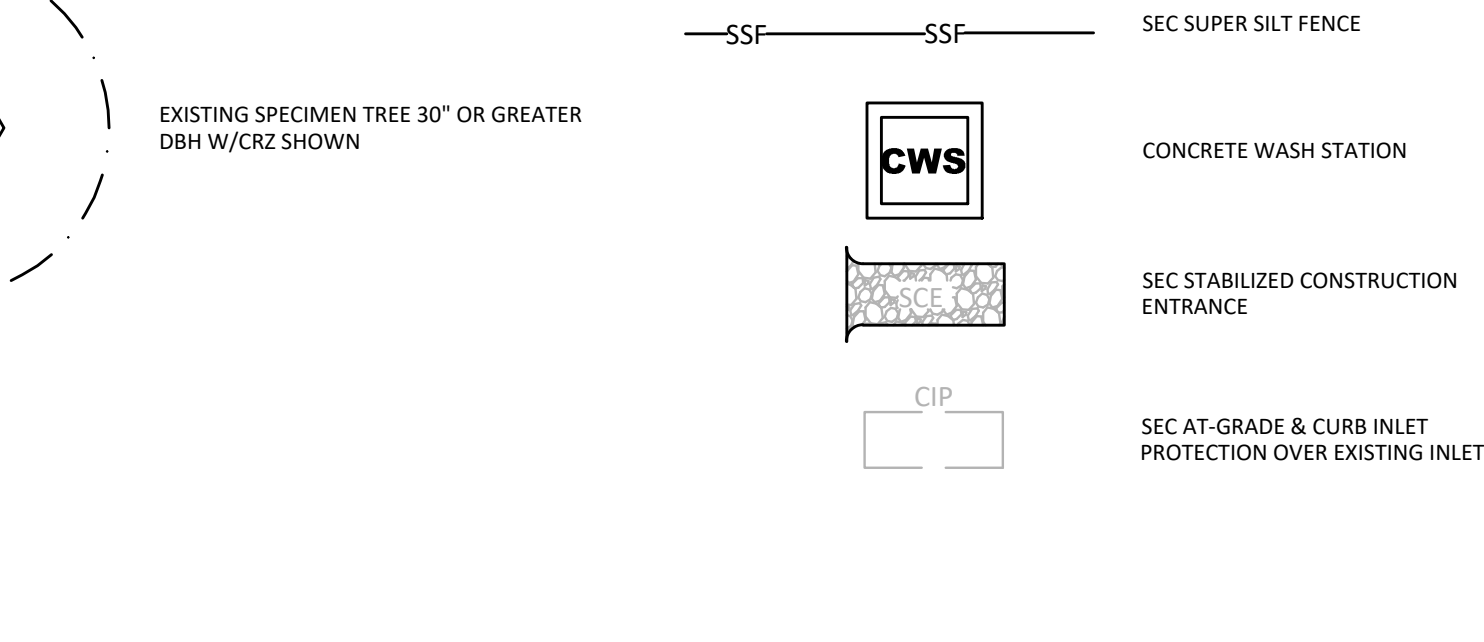 EXISTING SPECIMEN TREE 30" OR GREATER
DBH W/CRZ SHOWN
SSF SSF
SEC SUPER SILT FENCE
CWS
CONCRETE WASH STATION
SCE
SEC STABILIZED CONSTRUCTION
ENTRANCE
CIP
SEC AT-GRADE & CURB INLET
PROTECTION OVER EXISTING INLET